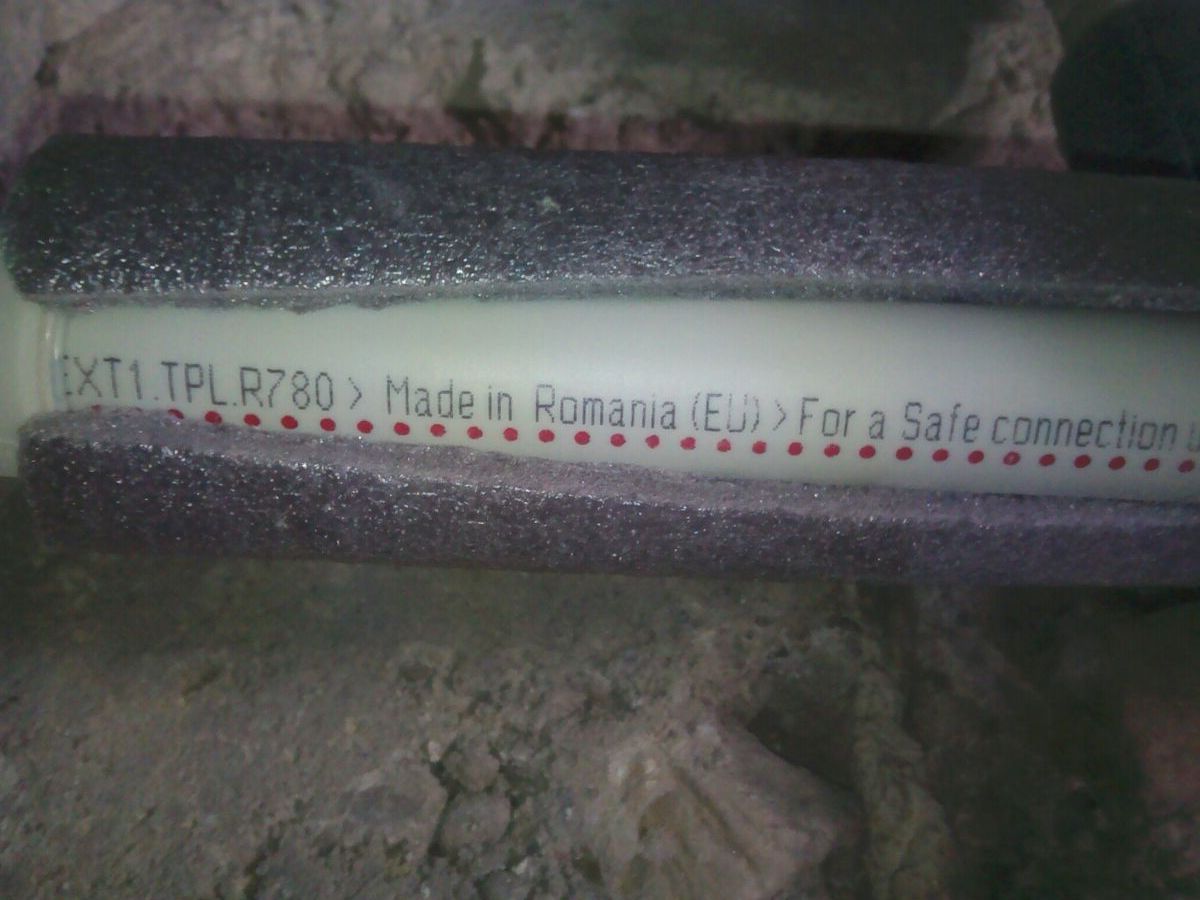 EXT1.TPL.R780 > Made in Romania (EU) > For a Safe connection